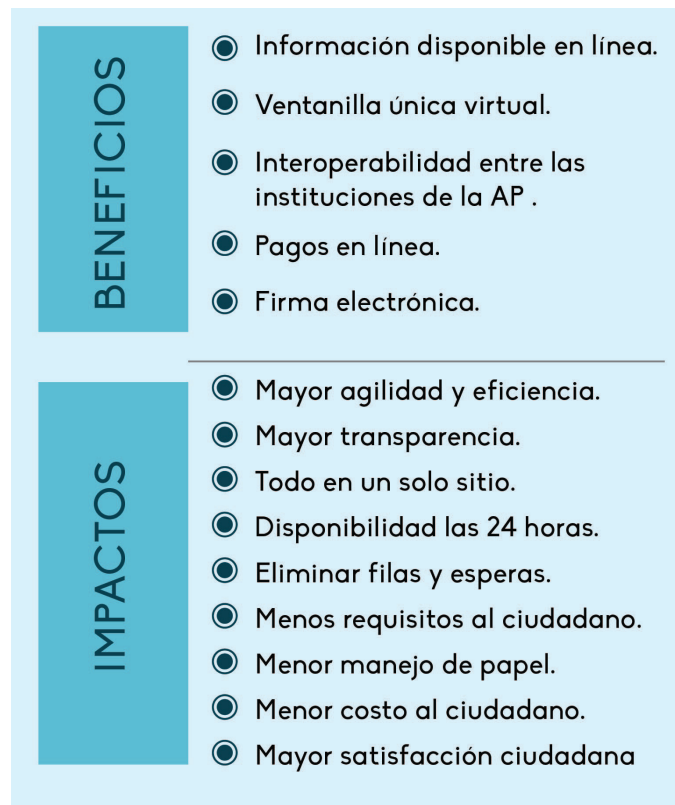 BENEFICIOS
Información disponible en línea.
Ventanilla única virtual.
Interoperabilidad entre las
instituciones de la AP .
Pagos en línea.
Firma electrónica.
IMPACTOS
Mayor agilidad y eficiencia.
Mayor transparencia.
Todo en un solo sitio.
Disponibilidad las 24 horas.
Eliminar filas y esperas.
Menos requisitos al ciudadano.
Menor manejo de papel.
Menor costo al ciudadano.
Mayor satisfacción ciudadana